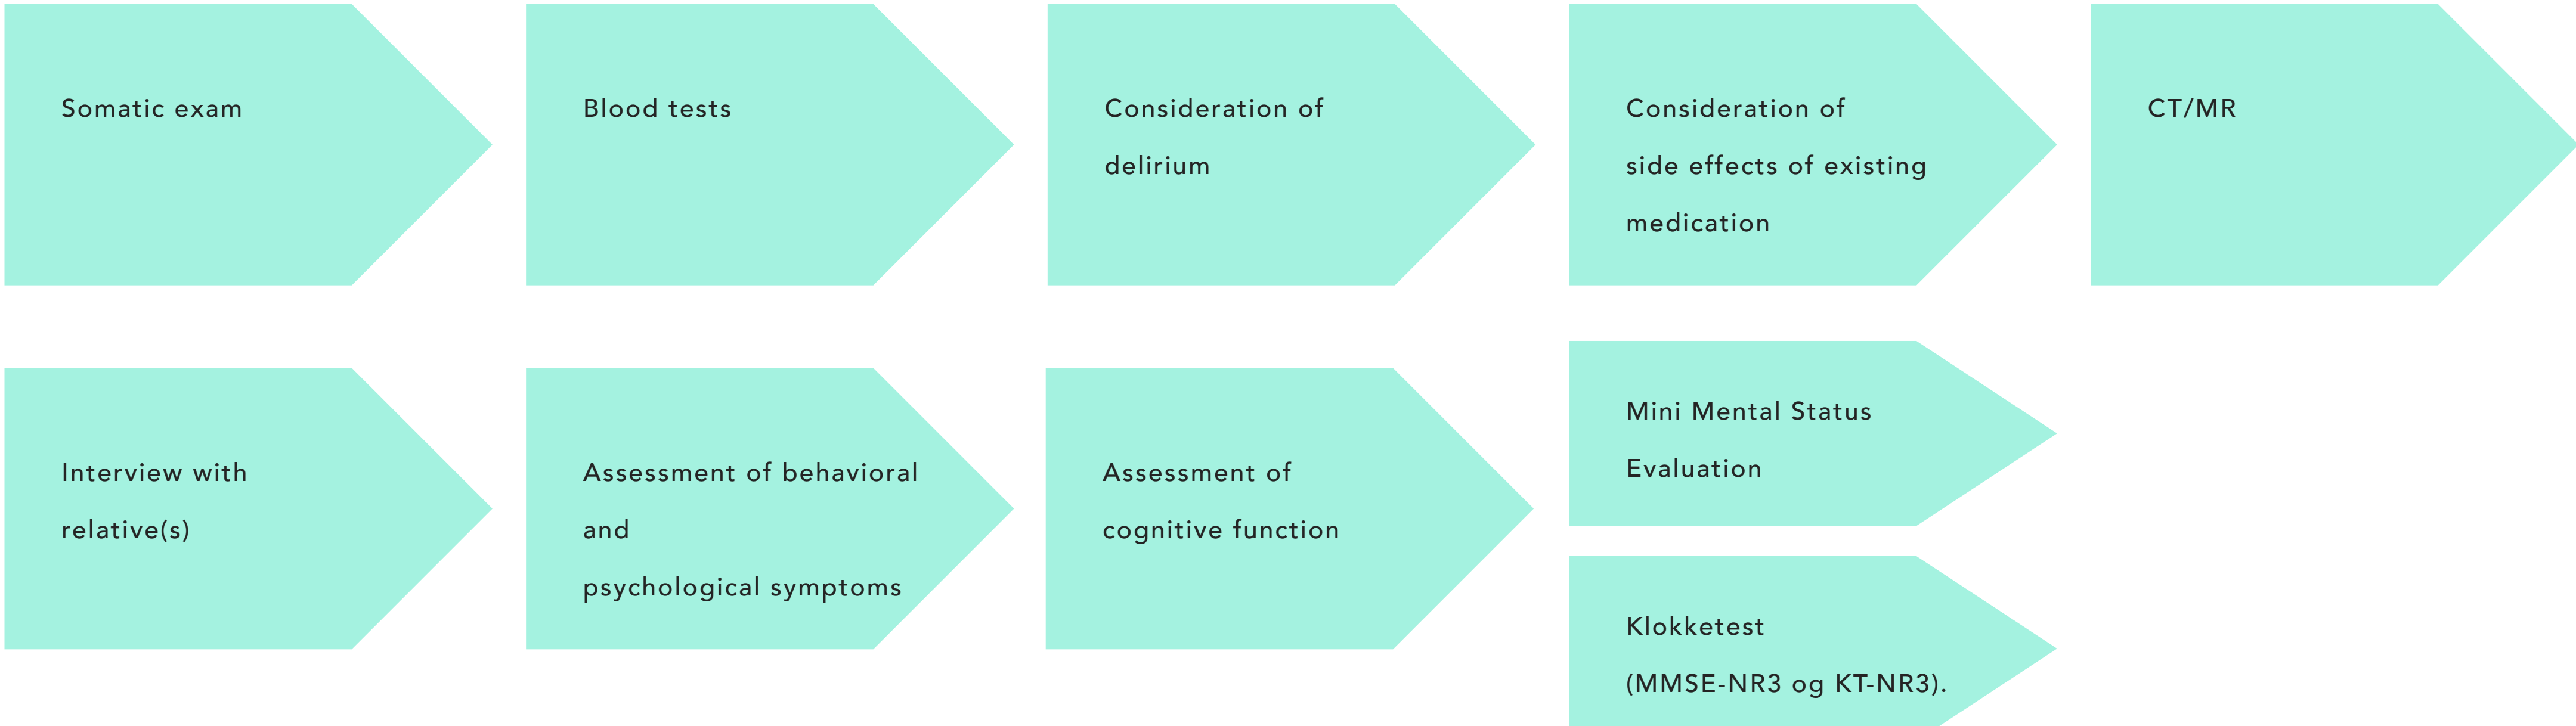 Somatic exam
Blood tests
Consideration of
delirium
Consideration of
side effects of existing
medication
CT/MR
Interview with
relative(s)
Assessment of behavioral
and
psychological symptoms
Assessment of
cognitive function
Mini Mental Status
Evaluation
Klokketest
(MMSE-NR3 og KT-NR3).